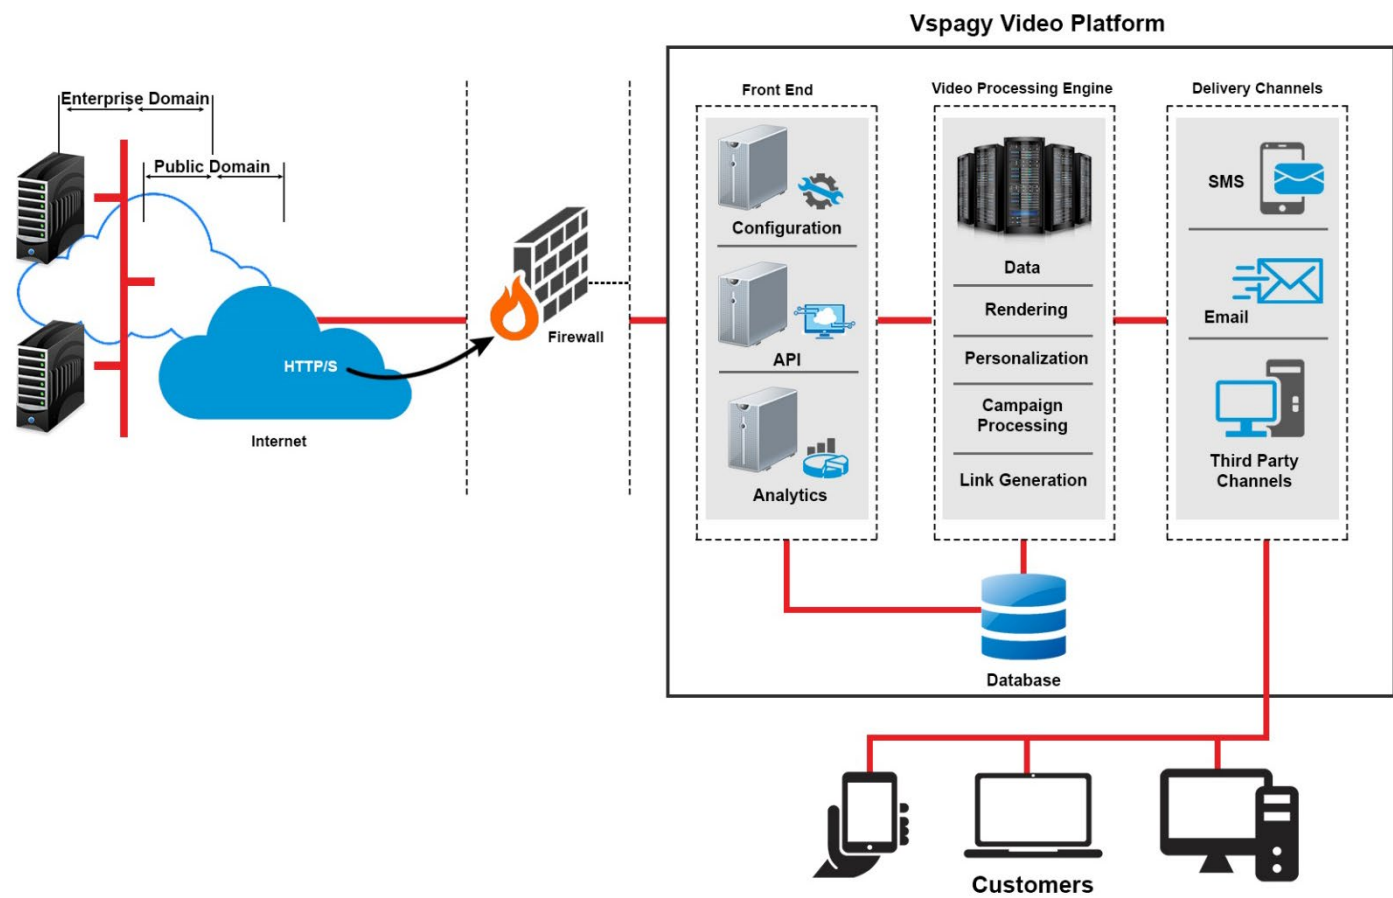 Vspagy Video Platform
Enterprise Domain
Public Domain
HTTP/S
Internet
Firewall
Front End
Configuration
API
Analytics
Video Processing Engine
Data
Rendering
Personalization
Campaign
Processing
Link Generation
Delivery Channels
SMS
Email
Third Party
Channels
Database
Customers